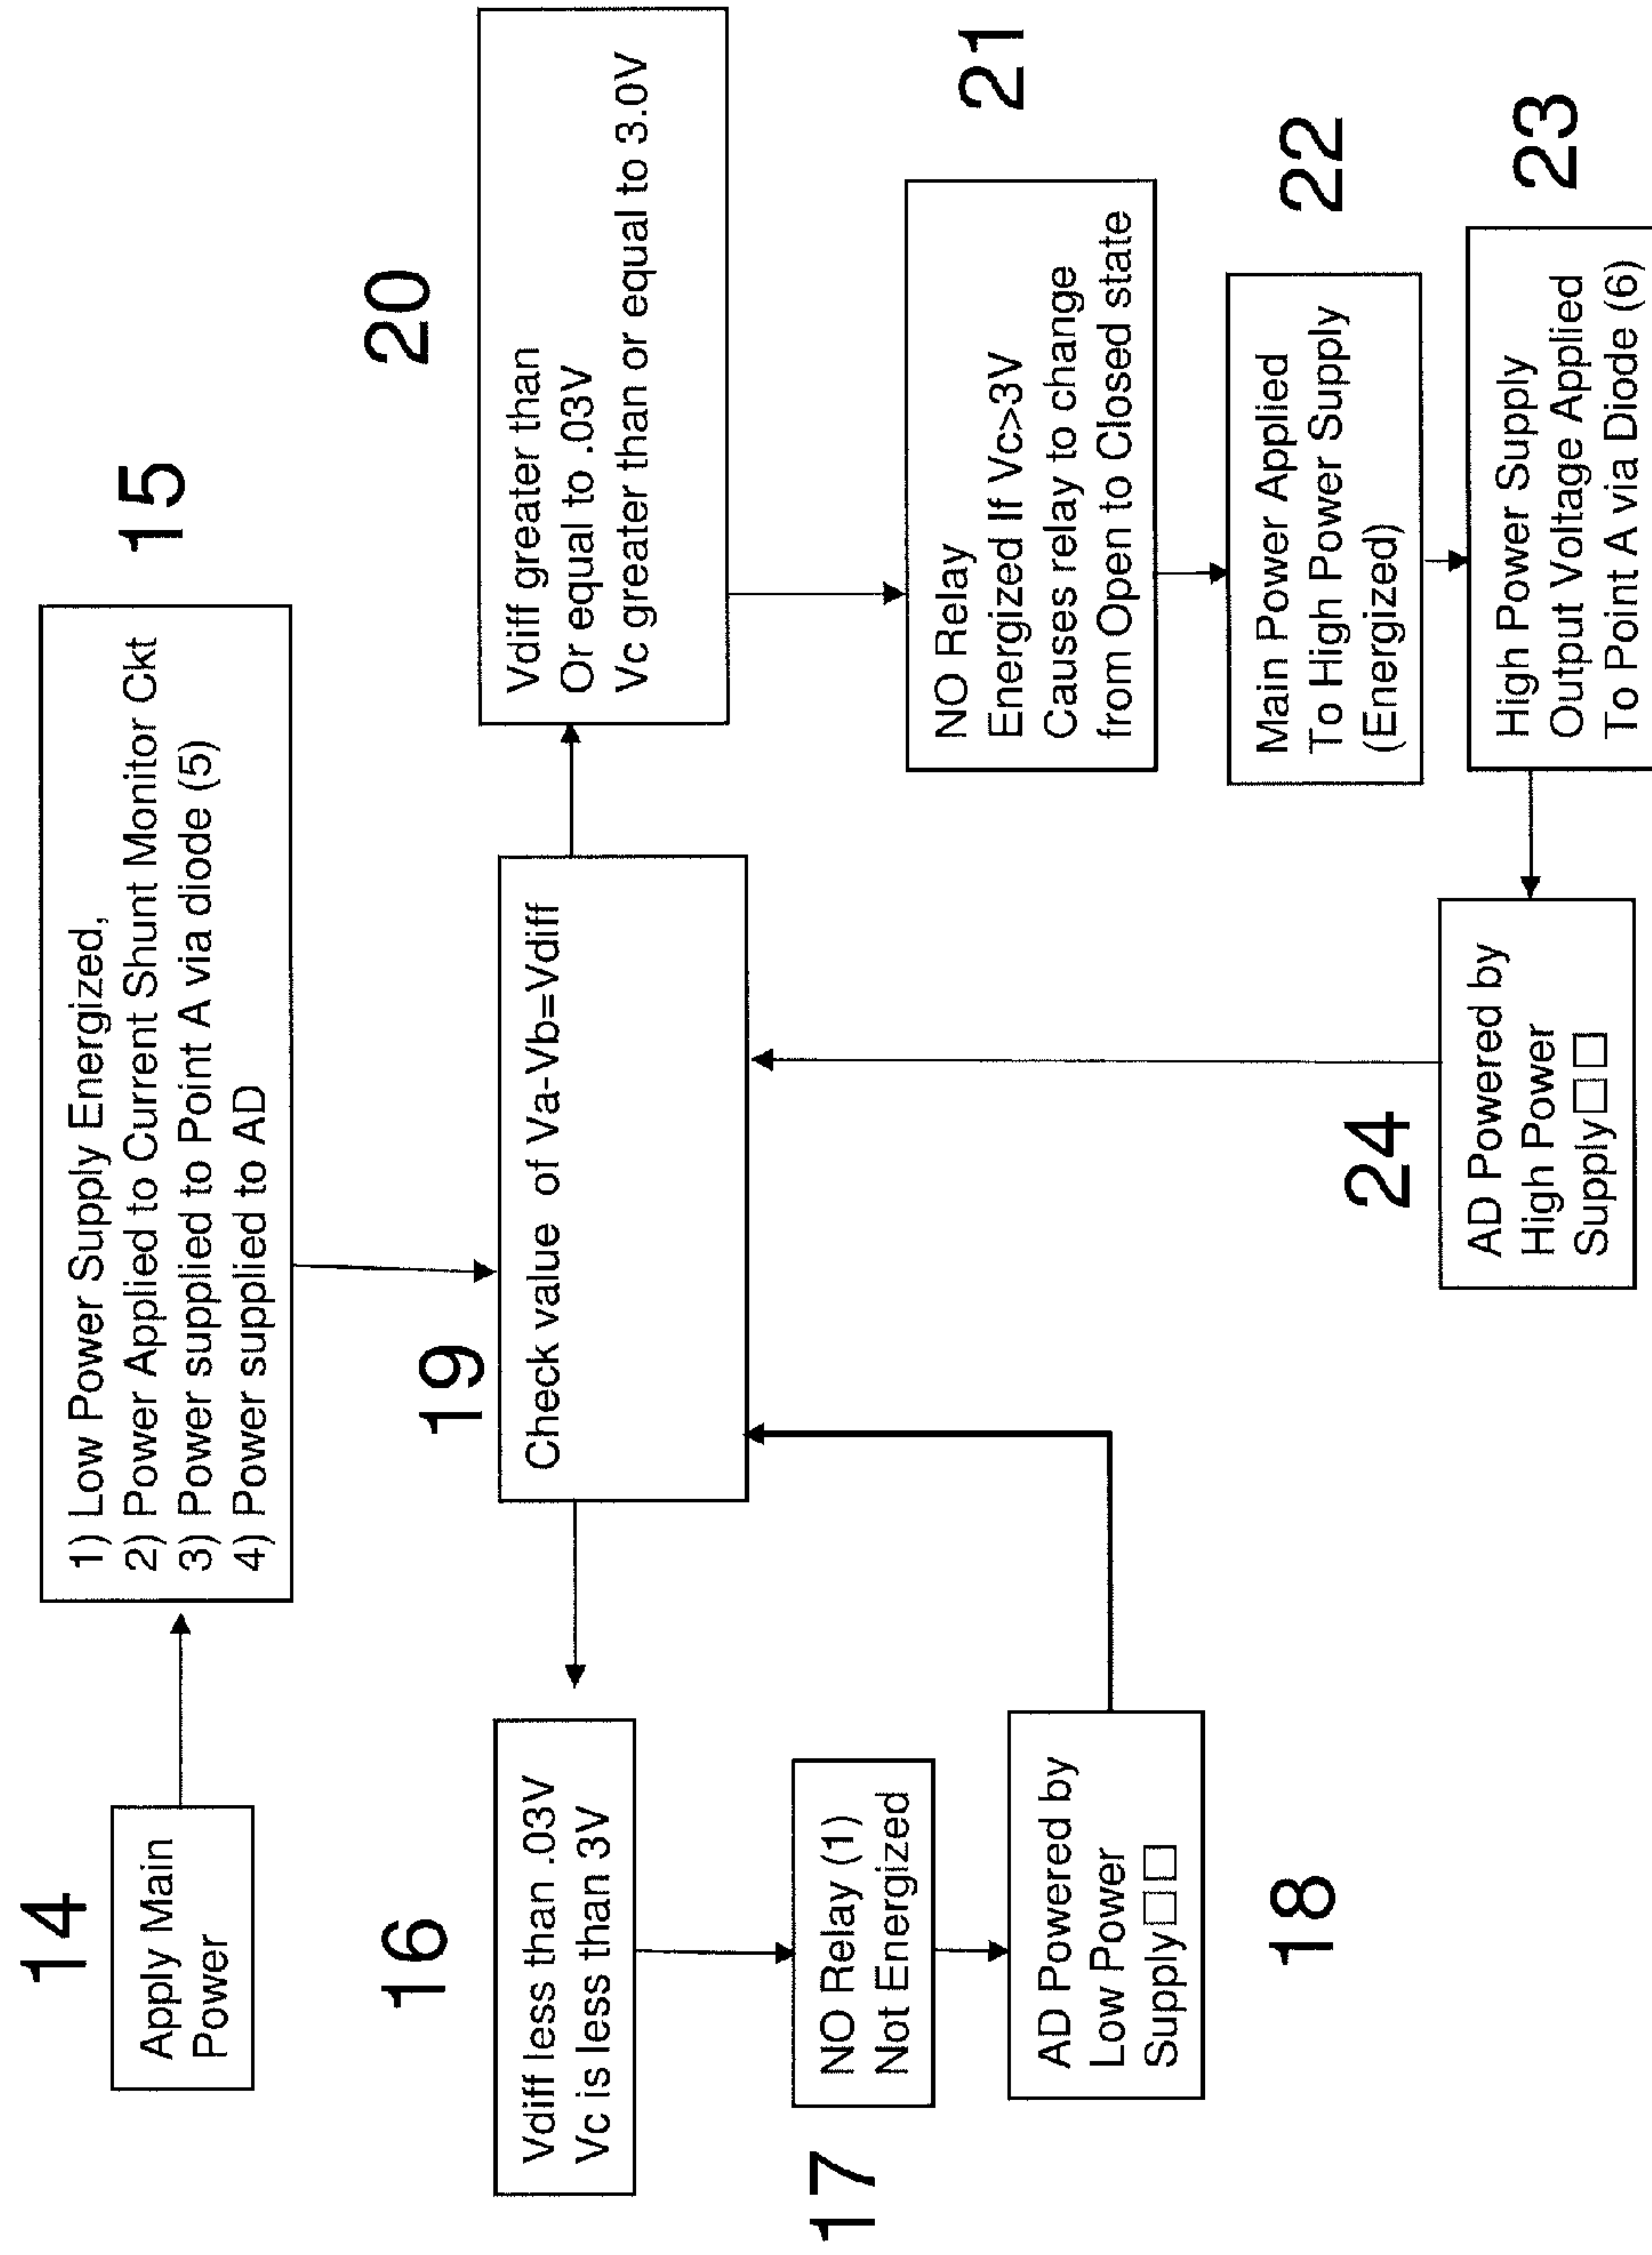 14
Apply Main
Power
15
1) Low Power Supply Energized,
2) Power Applied to Current Shunt Monitor Ckt
3) Power supplied to Point A via diode (5)
4) Power supplied to AD
16
Vdiff less than .03V
Vc is less than 3V
17
NO Relay (1)
Not Energized
AD Powered by
Low Power
Supply□□
18
19
Check value of Va-Vb=Vdiff
20
Vdiff greater than
Or equal to .03V
Vc greater than or equal to 3.0V
21
NO Relay
Energized If Vc>3V
Causes relay to change
from Open to Closed state
22
Main Power Applied
To High Power Supply
(Energized)
23
High Power Supply
Output Voltage Applied
To Point A via Diode (6)
24
AD Powered by
High Power
Supply□□